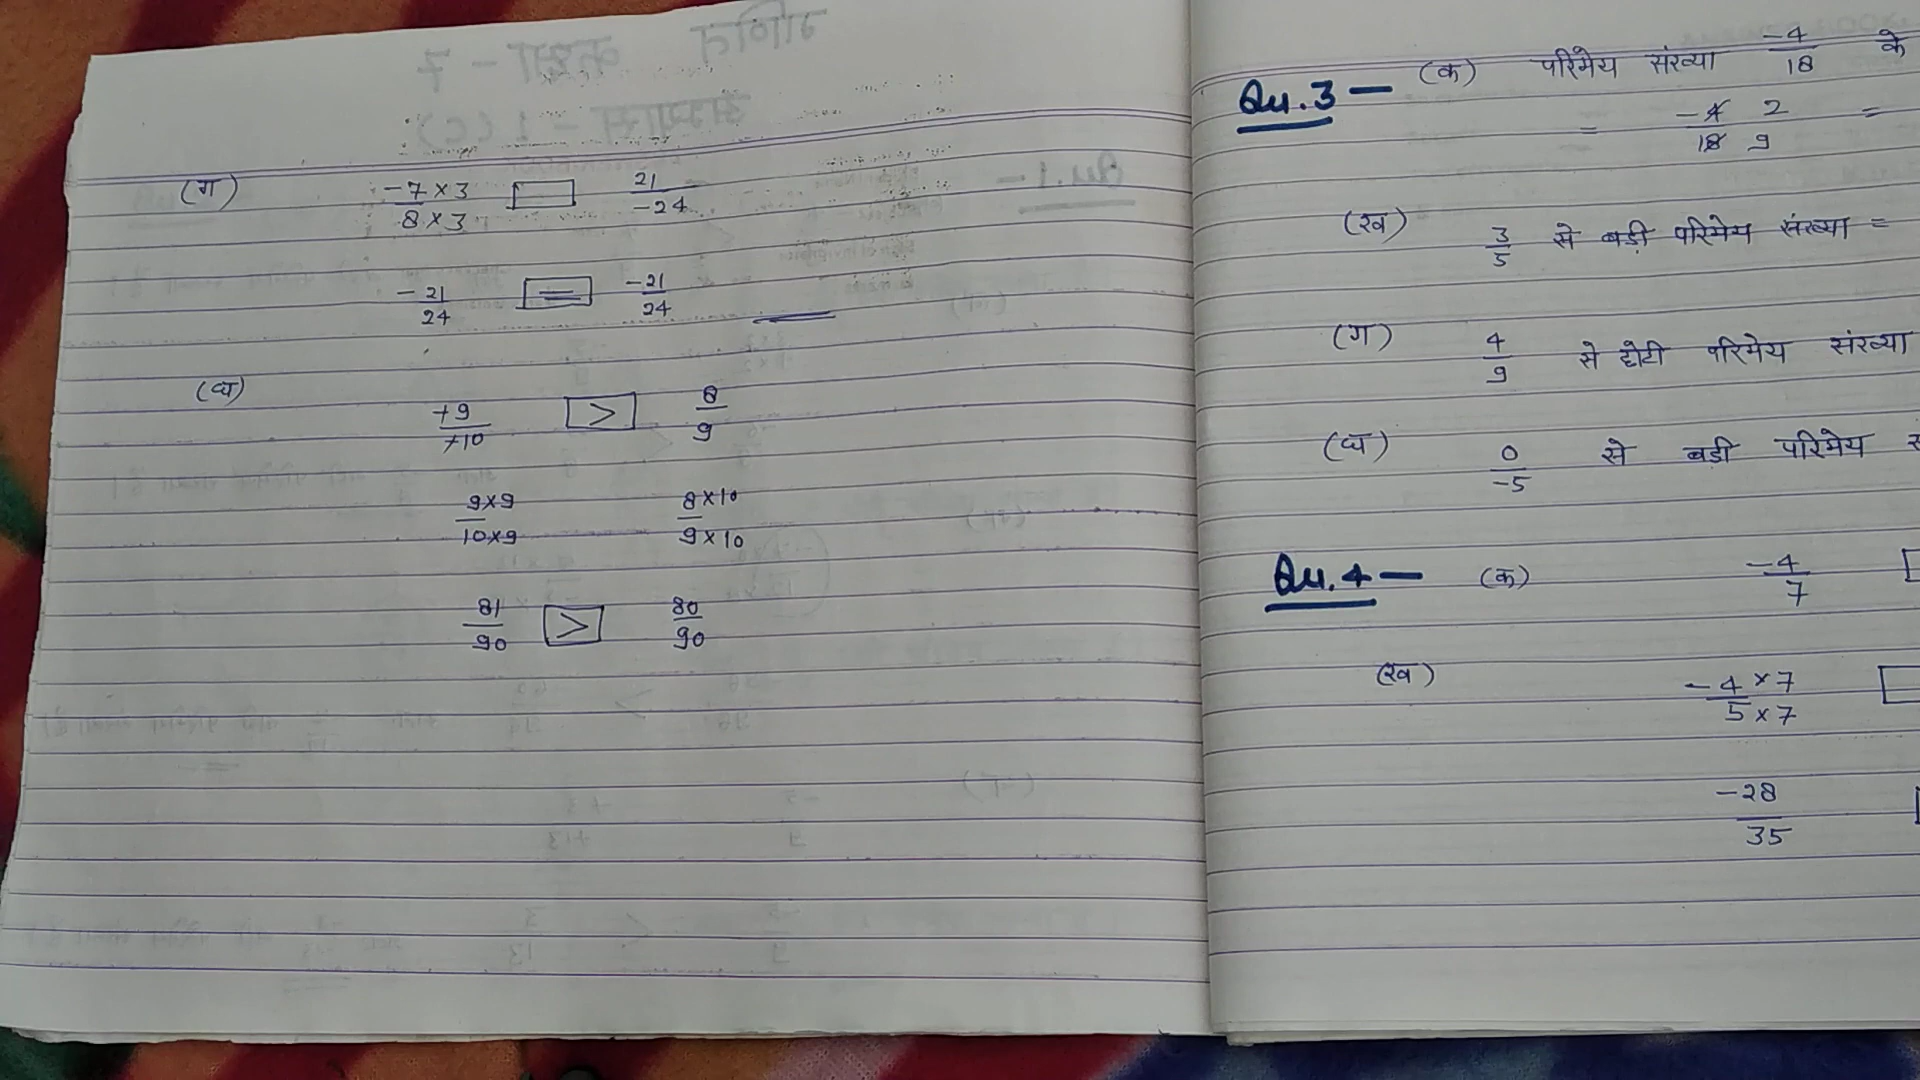 (ग) -7 × 3 / 8 × 3 21 / -24
-21 / 24 = -21 / 24
(घ) +9 / +10 > 8 / 9
9×9 / 10×9 8×10 / 9×10
81 / 90 > 80 / 90
Qu.3 — (क) परिमेय संख्या -4 / 18 के
= -4 2 / 18 9 =
(ख) 3 / 5 से बड़ी परिमेय संख्या =
(ग) 4 / 9 से छोटी परिमेय संख्या
(घ) 0 / -5 से बड़ी परिमेय
Qu.4 — (क) -4 / 7
(ख) -4 × 7 / 5 × 7
-28 / 35